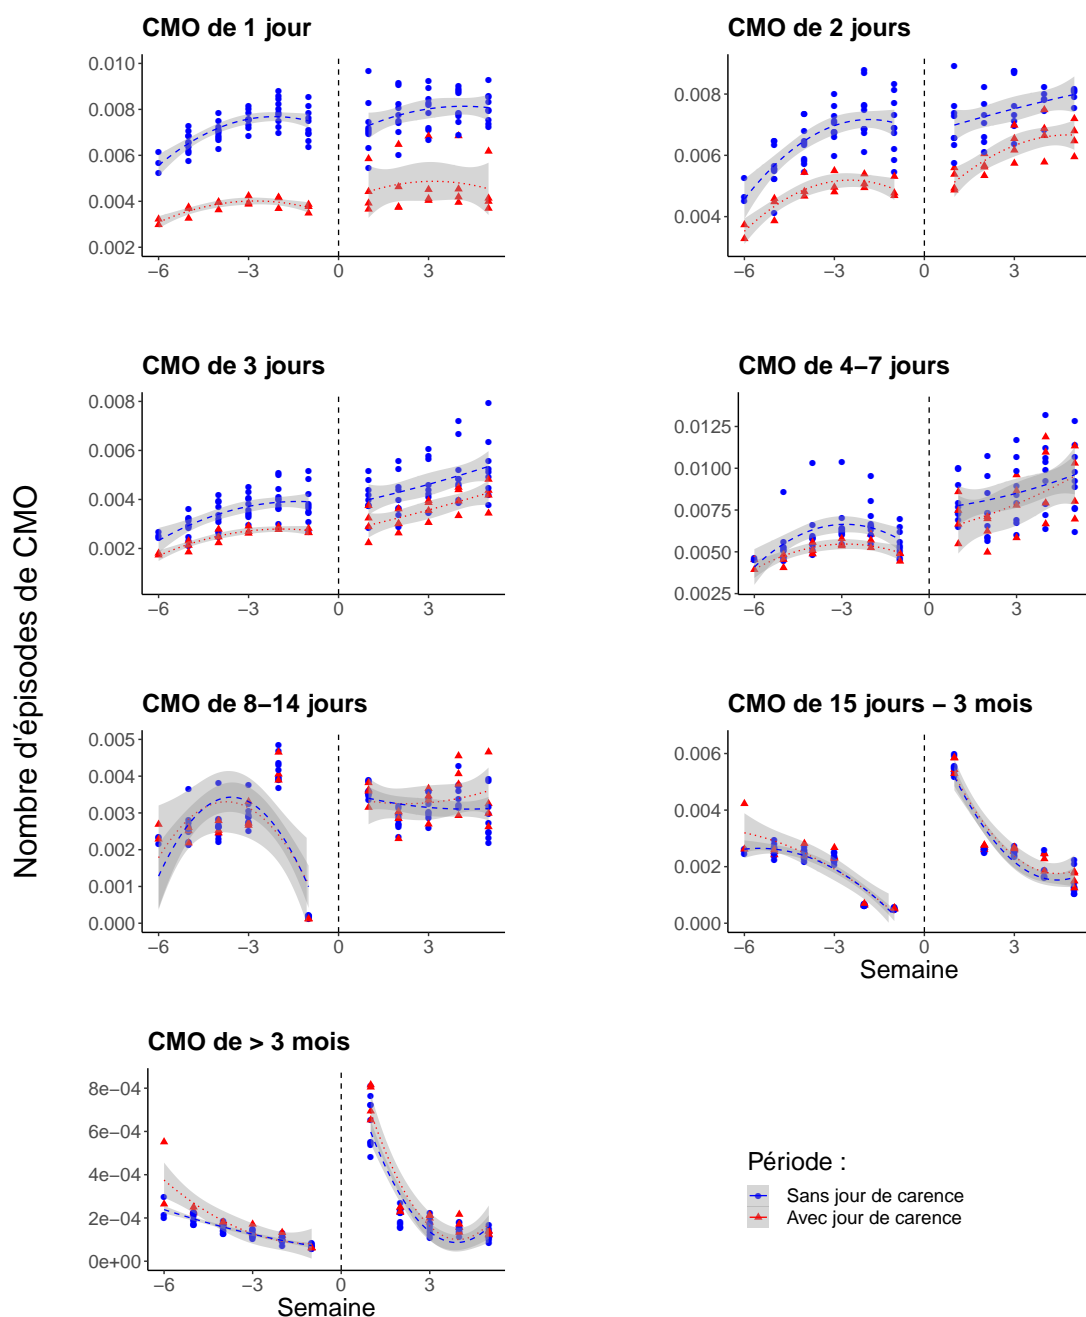 CMO de 1 jour
0.010
0.008
0.006
0.004
0.002
−6 −3 0 3
CMO de 2 jours
0.008
0.006
0.004
−6 −3 0 3
CMO de 3 jours
0.008
0.006
0.004
0.002
−6 −3 0 3
CMO de 4−7 jours
0.0125
0.0100
0.0075
0.0050
0.0025
−6 −3 0 3
Nombre d'épisodes de CMO
CMO de 8−14 jours
0.005
0.004
0.003
0.002
0.001
0.000
−6 −3 0 3
CMO de 15 jours − 3 mois
0.006
0.004
0.002
0.000
−6 −3 0 3
Semaine
CMO de > 3 mois
8e−04
6e−04
4e−04
2e−04
0e+00
−6 −3 0 3
Semaine
Période :
Sans jour de carence
Avec jour de carence